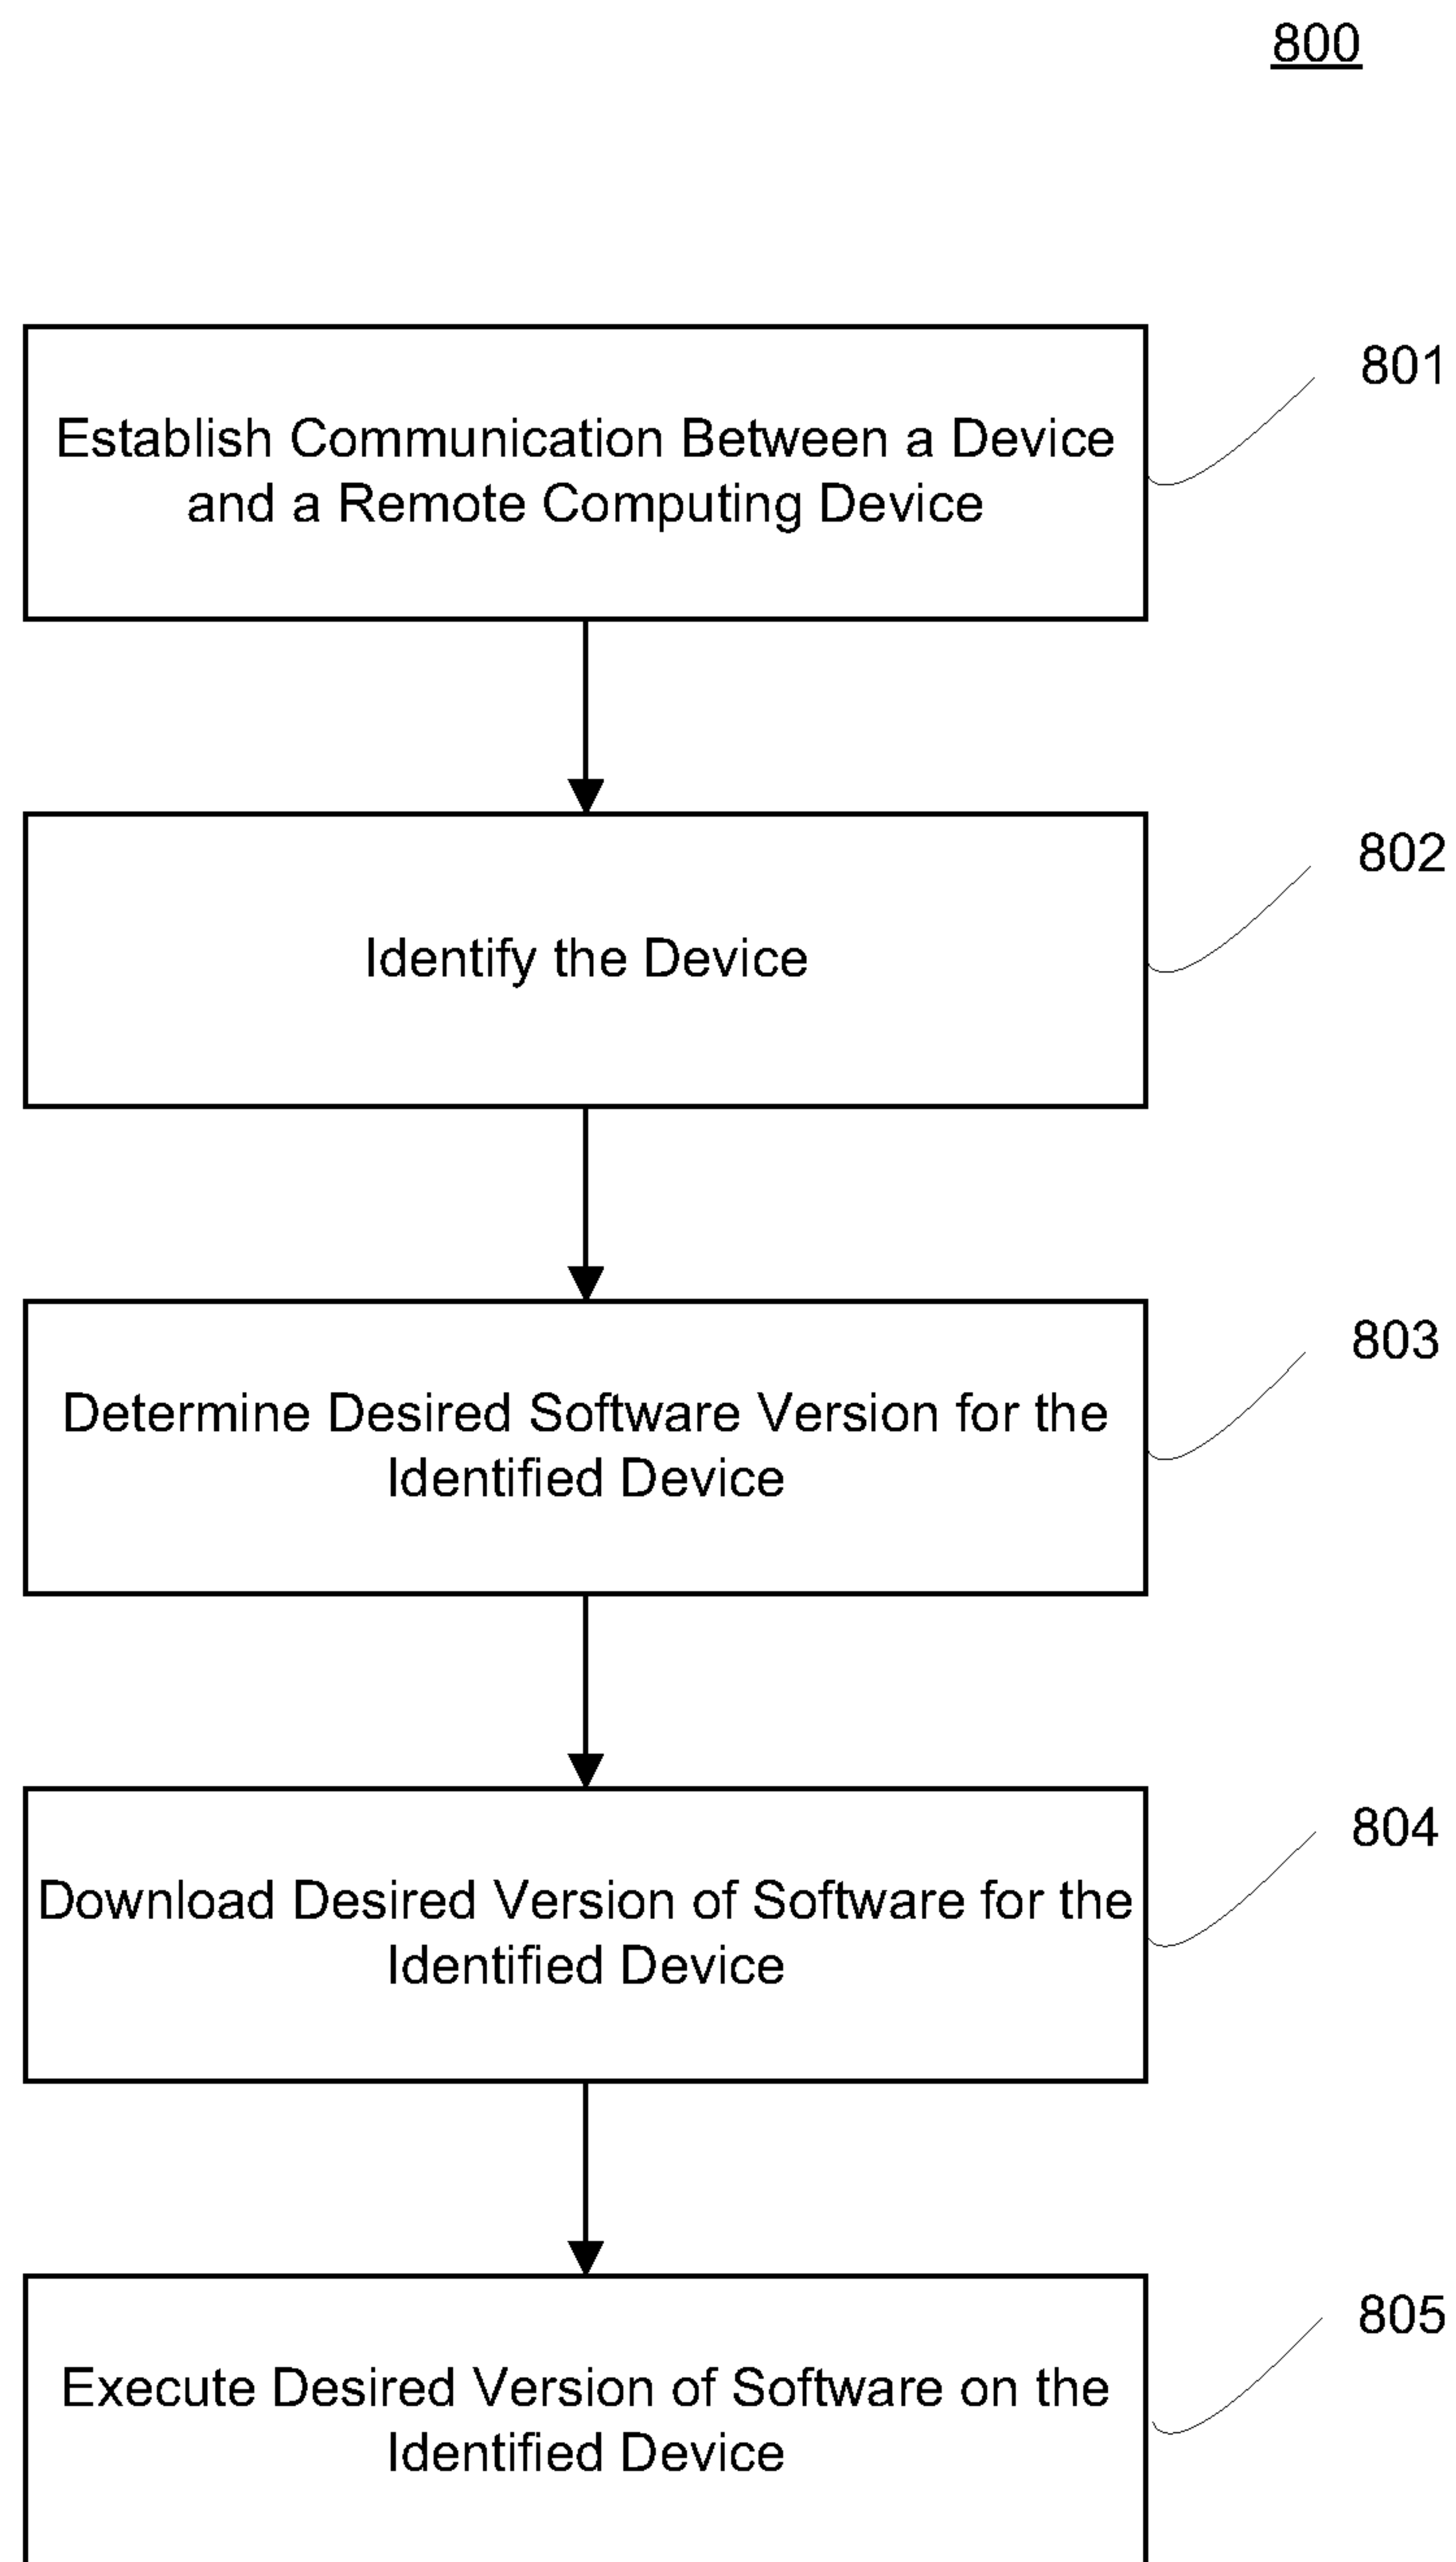 800
801
Establish Communication Between a Device
and a Remote Computing Device
802
Identify the Device
803
Determine Desired Software Version for the
Identified Device
804
Download Desired Version of Software for the
Identified Device
805
Execute Desired Version of Software on the
Identified Device